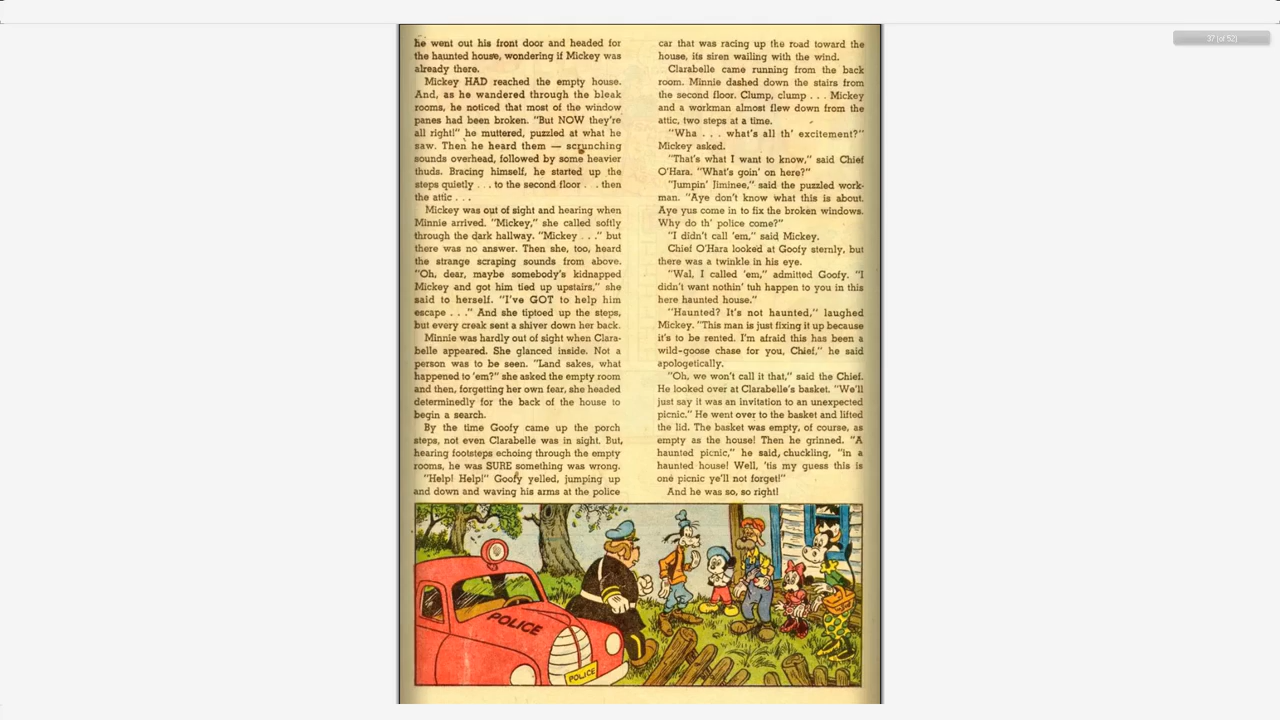 37 (of 52)
he went out his front door and headed for
the haunted house, wondering if Mickey was
already there.
Mickey HAD reached the empty house.
And, as he wandered through the bleak
rooms, he noticed that most of the window
panes had been broken. "But NOW they're
all right!" he muttered, puzzled at what he
saw. Then he heard them — scrunching
sounds overhead, followed by some heavier
thuds. Bracing himself, he started up the
steps quietly . . . to the second floor . . . then
the attic . . .
Mickey was out of sight and hearing when
Minnie arrived. "Mickey," she called softly
through the dark hallway. "Mickey . . ." but
there was no answer. Then she, too, heard
the strange scraping sounds from above.
"Oh, dear, maybe somebody's kidnapped
Mickey and got him tied up upstairs," she
said to herself. "I've GOT to help him
escape . . ." And she tiptoed up the steps,
but every creak sent a shiver down her back.
Minnie was hardly out of sight when Clara-
belle appeared. She glanced inside. Not a
person was to be seen. "Land sakes, what
happened to 'em?" she asked the empty room
and then, forgetting her own fear, she headed
determinedly for the back of the house to
begin a search.
By the time Goofy came up the porch
steps, not even Clarabelle was in sight. But,
hearing footsteps echoing through the empty
rooms, he was SURE something was wrong.
"Help! Help!" Goofy yelled, jumping up
and down and waving his arms at the police
car that was racing up the road toward the
house, its siren wailing with the wind.
Clarabelle came running from the back
room. Minnie dashed down the stairs from
the second floor. Clump, clump . . . Mickey
and a workman almost flew down from the
attic, two steps at a time.
"Wha . . . what's all th' excitement?"
Mickey asked.
"That's what I want to know," said Chief
O'Hara. "What's goin' on here?"
"Jumpin' Jiminee," said the puzzled work-
man. "Aye don't know what this is about.
Aye yus come in to fix the broken windows.
Why do th' police come?"
"I didn't call 'em," said Mickey.
Chief O'Hara looked at Goofy sternly, but
there was a twinkle in his eye.
"Wal, I called 'em," admitted Goofy. "I
didn't want nothin' tuh happen to you in this
here haunted house."
"Haunted? It's not haunted," laughed
Mickey. "This man is just fixing it up because
it's to be rented. I'm afraid this has been a
wild-goose chase for you, Chief," he said
apologetically.
"Oh, we won't call it that," said the Chief.
He looked over at Clarabelle's basket. "We'll
just say it was an invitation to an unexpected
picnic." He went over to the basket and lifted
the lid. The basket was empty, of course, as
empty as the house! Then he grinned. "A
haunted picnic," he said, chuckling, "in a
haunted house! Well, 'tis my guess this is
one picnic ye'll not forget!"
And he was so, so right!
POLICE
POLICE